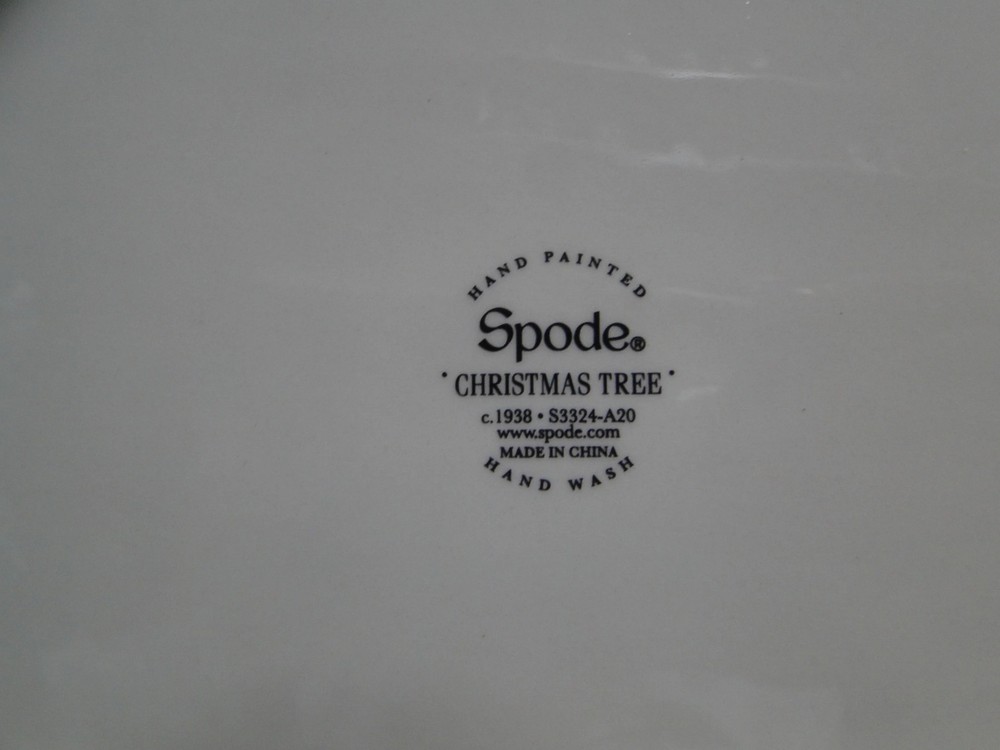 HAND PAINTED
Spode®
· CHRISTMAS TREE ·
c.1938 • S3324-A20
www.spode.com
MADE IN CHINA
HAND WASH